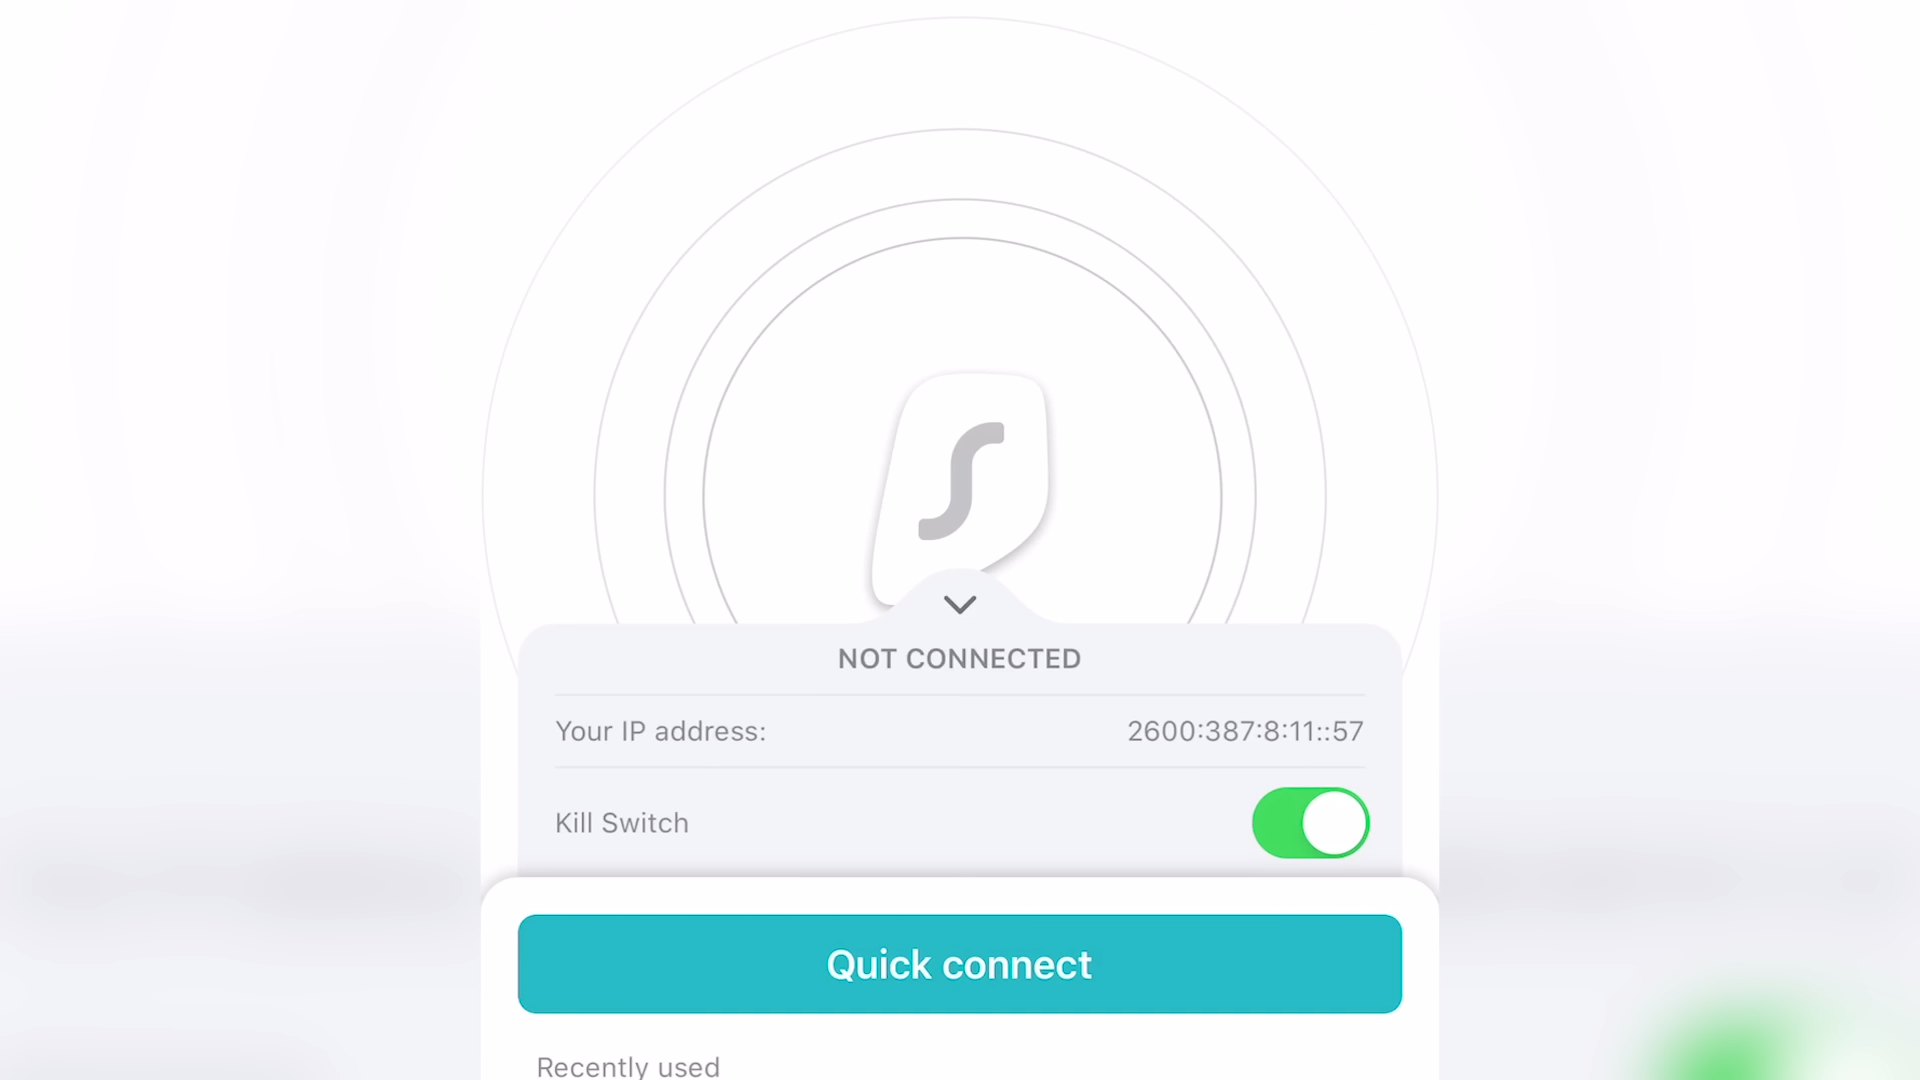 S
NOT CONNECTED
Your IP address: 2600:387:8:11::57
Kill Switch
Quick connect
Recently used